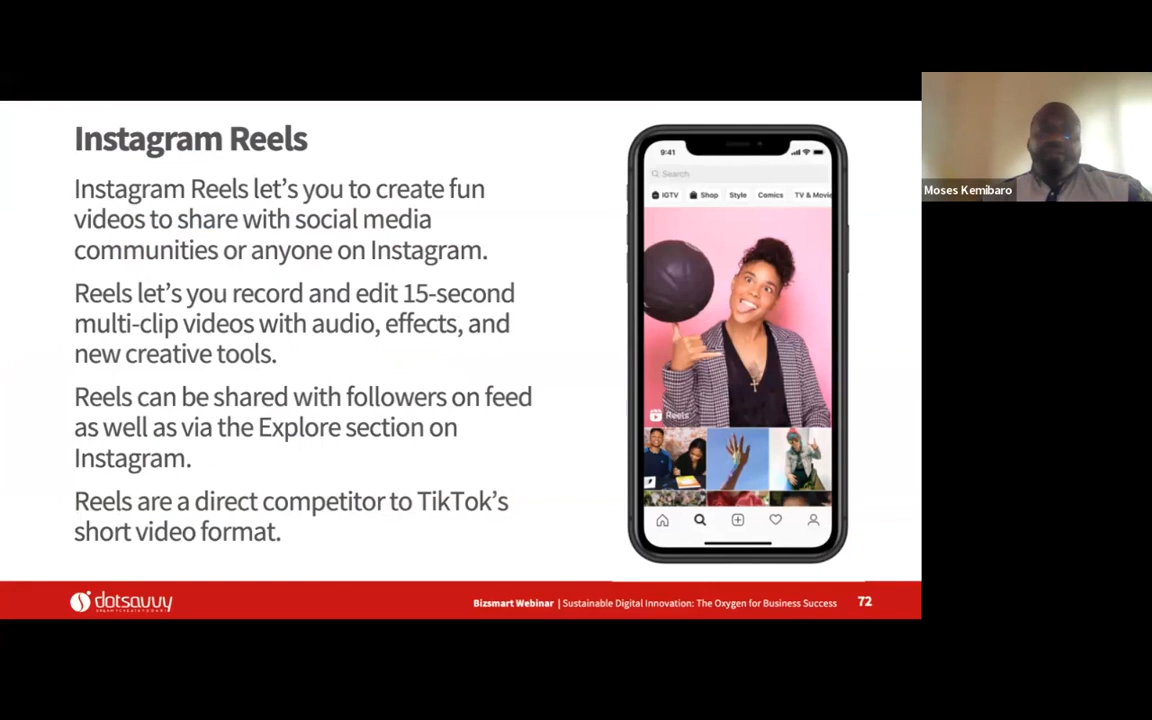 Instagram Reels
Instagram Reels let's you to create fun
videos to share with social media
communities or anyone on Instagram.
Reels let's you record and edit 15-second
multi-clip videos with audio, effects, and
new creative tools.
Reels can be shared with followers on feed
as well as via the Explore section on
Instagram.
Reels are a direct competitor to TikTok's
short video format.
9:41
Search
IGTV Shop Style Comics TV & Movie
Reels
Moses Kemibaro
dotsavvy
Bizsmart Webinar | Sustainable Digital Innovation: The Oxygen for Business Success 72